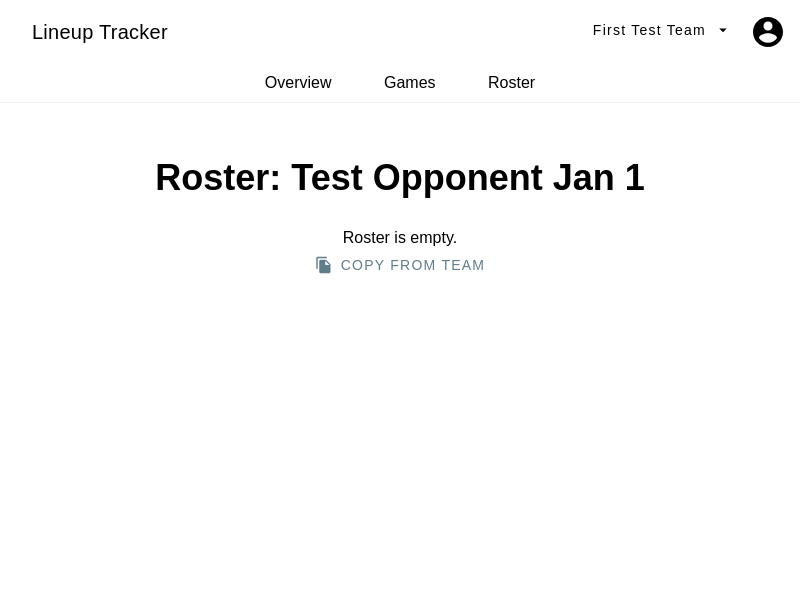 Lineup Tracker
First Test Team
Overview Games Roster
Roster: Test Opponent Jan 1
Roster is empty.
COPY FROM TEAM